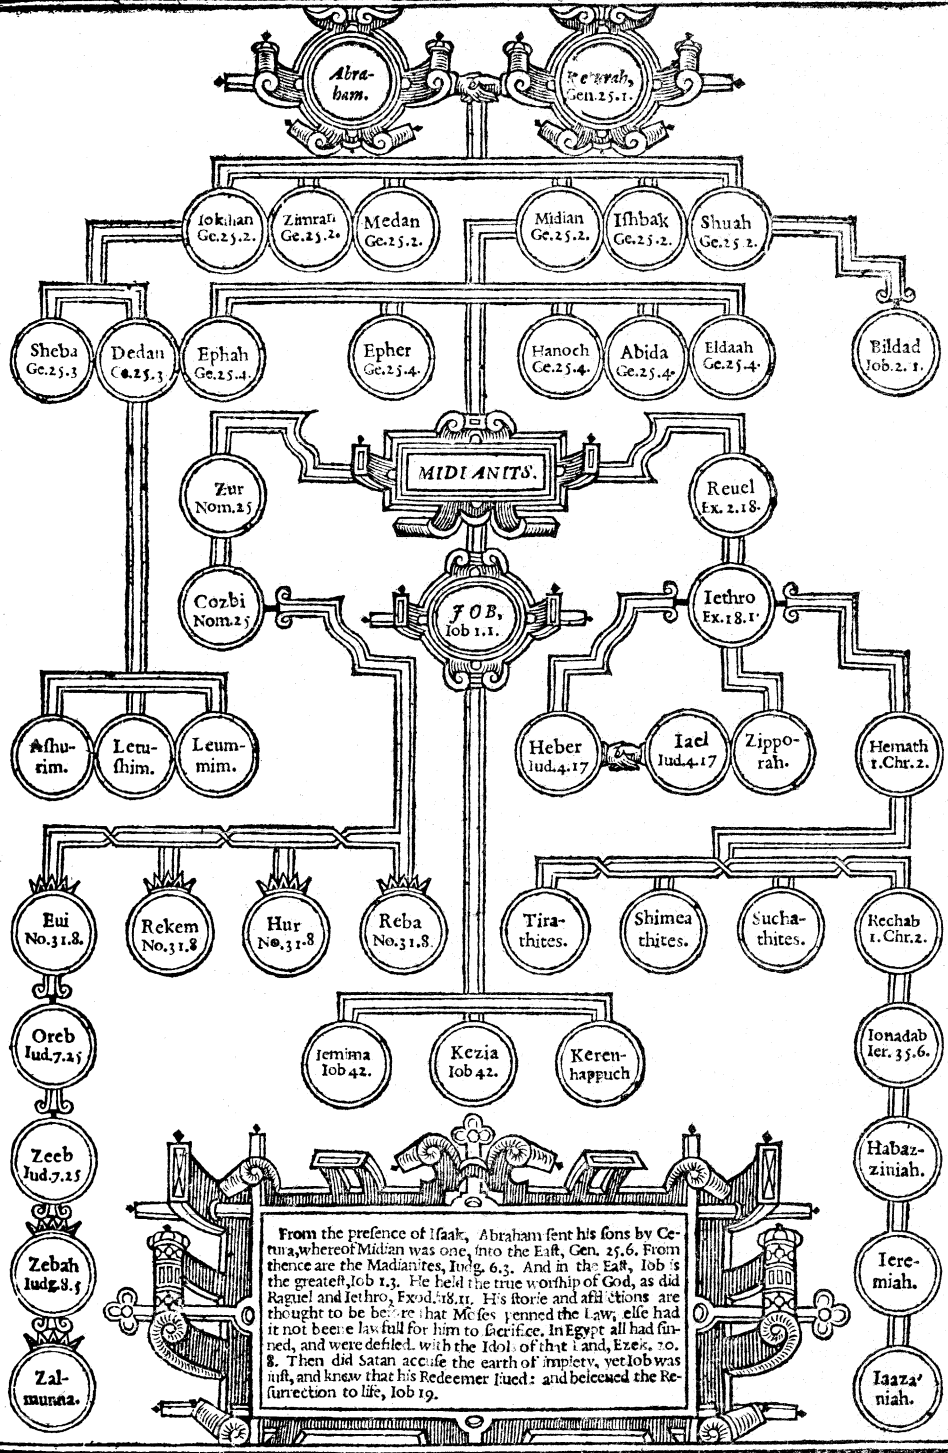 Abra-
ham.
Gen.25.1.
Iokshan
Ge.25.2.
Zimran
Ge.25.2.
Medan
Ge.25.2.
Midian
Ge.25.2.
Ishbak
Ge.25.2.
Shuah
Ge.25.2.
Sheba
Ge.25.3
Dedan
Ge.25.3
Ephah
Ge.25.4.
Epher
Ge.25.4.
Hanoch
Ge.25.4.
Abida
Ge.25.4.
Eldaah
Ge.25.4.
Bildad
Iob.2.1.
MIDIANITS.
Zur
Nom.25
Reuel
Ex.2.18.
Cozbi
Nom.25
JOB,
Iob 1.1.
Iethro
Ex.18.1.
Ashu-
rim.
Letu-
shim.
Leum-
mim.
Heber
Iud.4.17
Iael
Iud.4.17
Zippo-
rah.
Hemath
1.Chr.2.
Eui
No.31.8.
Rekem
No.31.8
Hur
No.31.8
Reba
No.31.8.
Tira-
thites.
Shimea
thites.
Sucha-
thites.
Rechab
1.Chr.2.
Oreb
Iud.7.25
Iemima
Iob 42.
Kezia
Iob 42.
Keren-
happuch
Ionadab
Ier.35.6.
Zeeb
Iud.7.25
Habaz-
ziniah.
Zebah
Iudg.8.5
Iere-
miah.
Zal-
munna.
Iaaza-
niah.
From the presence of Isaak, Abraham sent his sons by Ce-
tura, whereof Midian was one, into the East, Gen. 25.6. From
thence are the Madianites, Iudg. 6.3. And in the East, Iob is
the greatest, Iob 1.3. He held the true worship of God, as did
Raguel and Iethro, Exod. 18.11. His storie and afflictions are
thought to be before that Moses penned the Law; else had
it not beene lawfull for him to sacrifice. In Egypt all had sin-
ned, and were defiled with the Idols of that Land, Ezek. 20.
8. Then did Satan accuse the earth of impiety, yet Iob was
iust, and knew that his Redeemer liued: and beleeued the Re-
surrection to life, Iob 19.